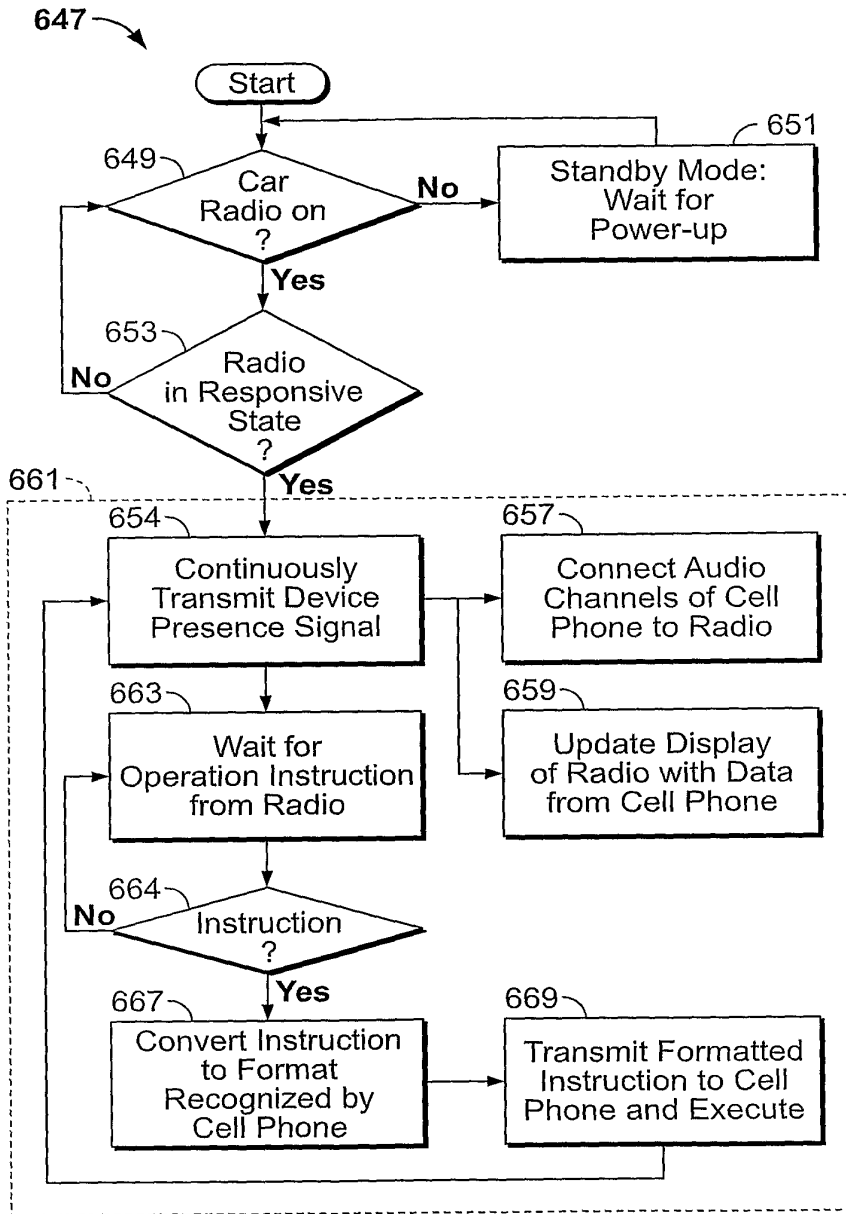 647
Start
649
Car
Radio on
?
No
651
Standby Mode:
Wait for
Power-up
Yes
653
Radio
in Responsive
State
?
No
Yes
661
654
Continuously
Transmit Device
Presence Signal
657
Connect Audio
Channels of Cell
Phone to Radio
663
Wait for
Operation Instruction
from Radio
659
Update Display
of Radio with Data
from Cell Phone
664
No
Instruction
?
Yes
667
Convert Instruction
to Format
Recognized by
Cell Phone
669
Transmit Formatted
Instruction to Cell
Phone and Execute